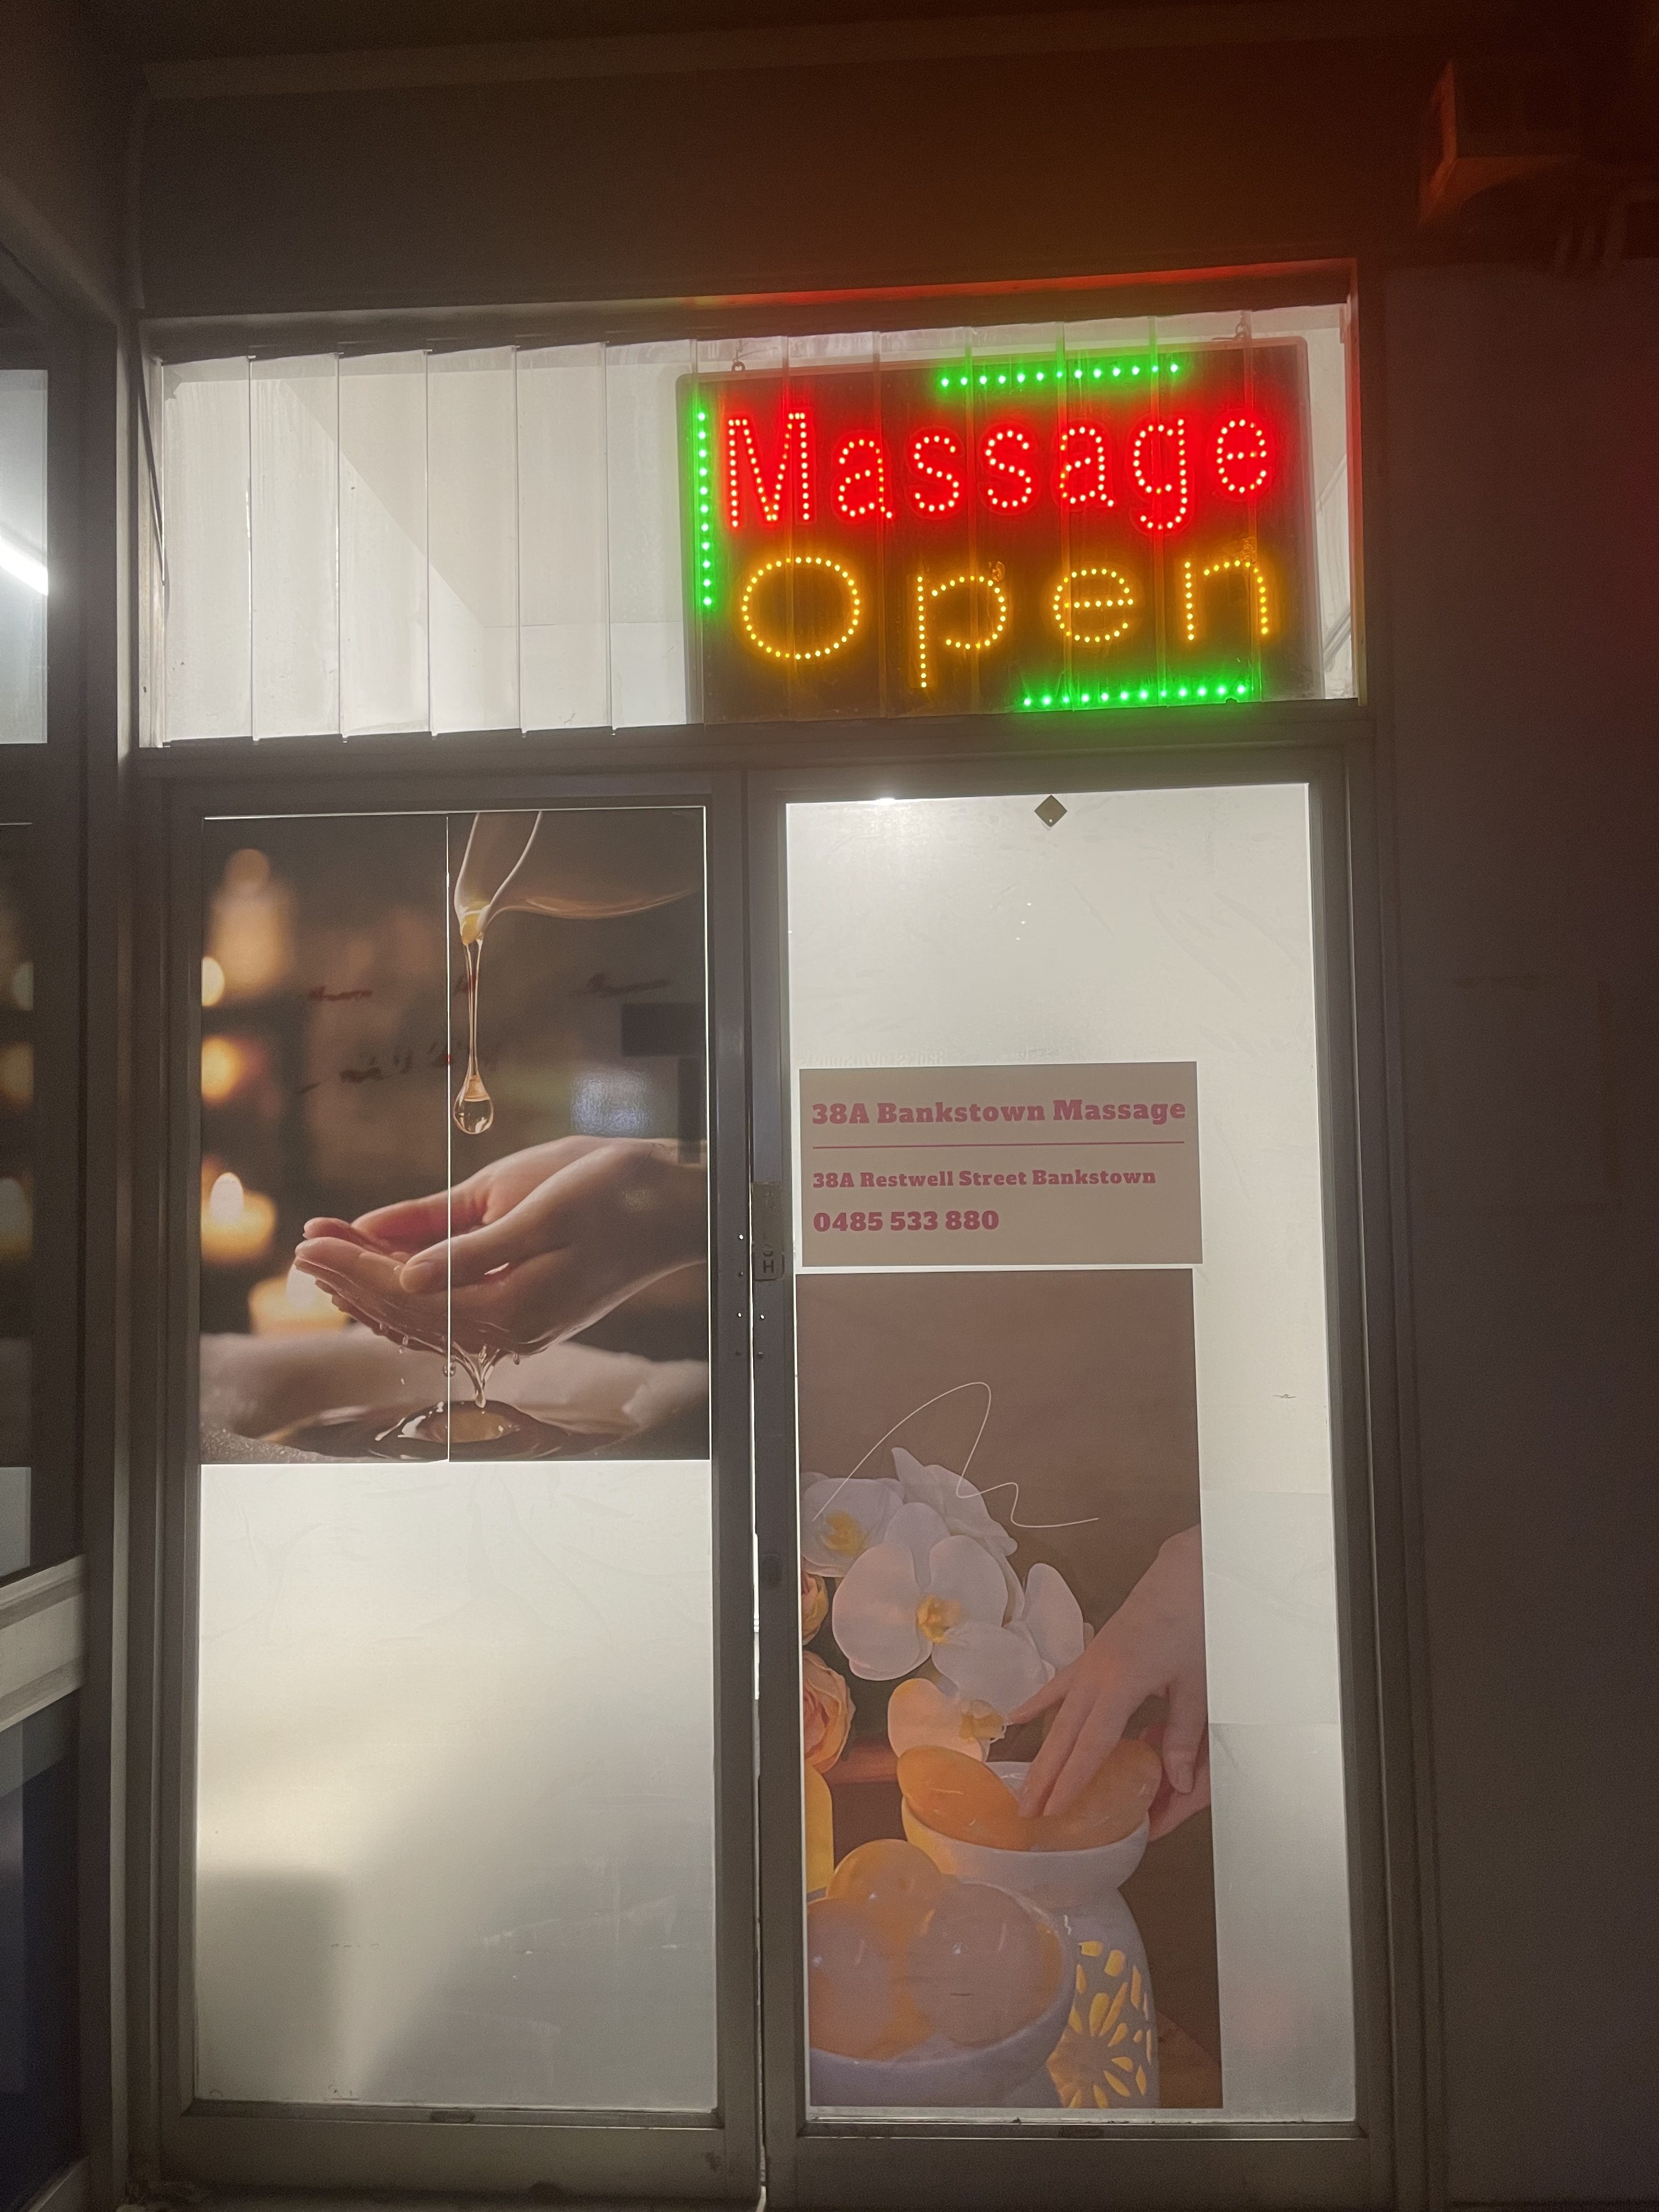 Massage
Open
38A Bankstown Massage
38A Restwell Street Bankstown
0485 533 880